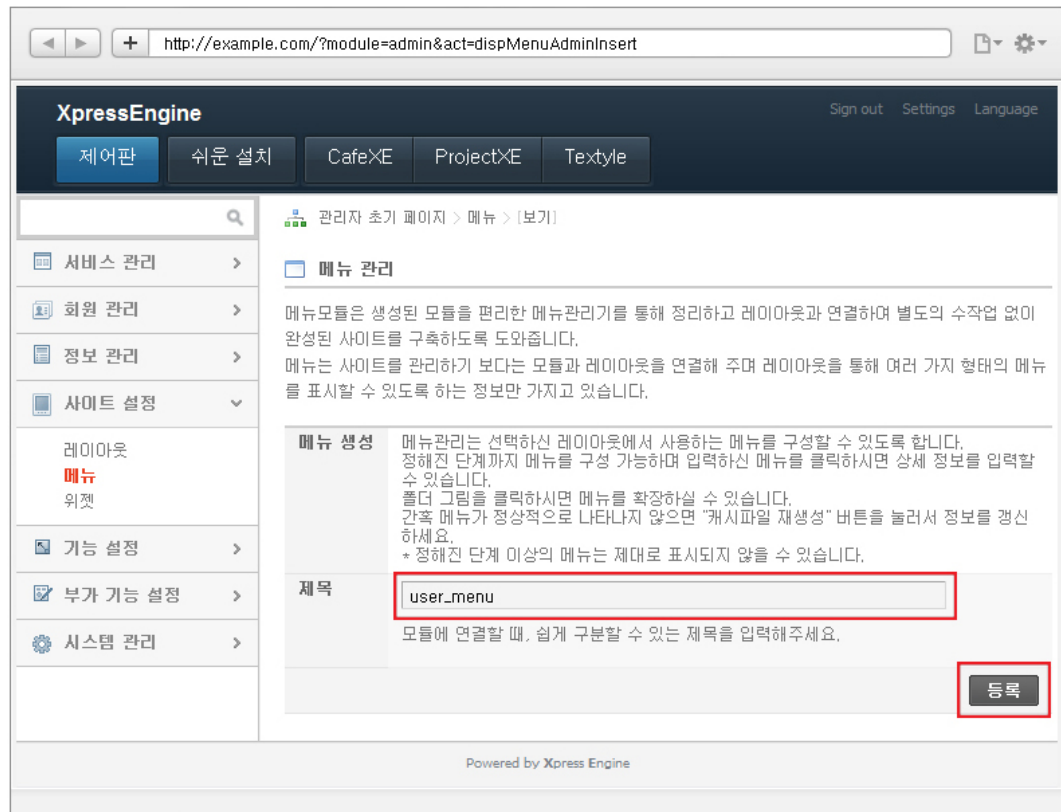 http://example.com/?module=admin&act=dispMenuAdminInsert
XpressEngine
Sign out Settings Language
제어판 쉬운 설치 CafeXE ProjectXE Textyle
관리자 초기 페이지 > 메뉴 > [보기]
서비스 관리
회원 관리
정보 관리
사이트 설정
레이아웃
메뉴
위젯
기능 설정
부가 기능 설정
시스템 관리
메뉴 관리
메뉴모듈은 생성된 모듈을 편리한 메뉴관리기를 통해 정리하고 레이아웃과 연결하여 별도의 수작업 없이
완성된 사이트를 구축하도록 도와줍니다.
메뉴는 사이트를 관리하기 보다는 모듈과 레이아웃을 연결해 주며 레이아웃을 통해 여러 가지 형태의 메뉴
를 표시할 수 있도록 하는 정보만 가지고 있습니다.
메뉴 생성
메뉴관리는 선택하신 레이아웃에서 사용하는 메뉴를 구성할 수 있도록 합니다.
정해진 단계까지 메뉴를 구성 가능하며 입력하신 메뉴를 클릭하시면 상세 정보를 입력할
수 있습니다.
폴더 그림을 클릭하시면 메뉴를 확장하실 수 있습니다.
간혹 메뉴가 정상적으로 나타나지 않으면 "캐시파일 재생성" 버튼을 눌러서 정보를 갱신
하세요.
* 정해진 단계 이상의 메뉴는 제대로 표시되지 않을 수 있습니다.
제목
user_menu
모듈에 연결할 때, 쉽게 구분할 수 있는 제목을 입력해주세요.
등록
Powered by Xpress Engine